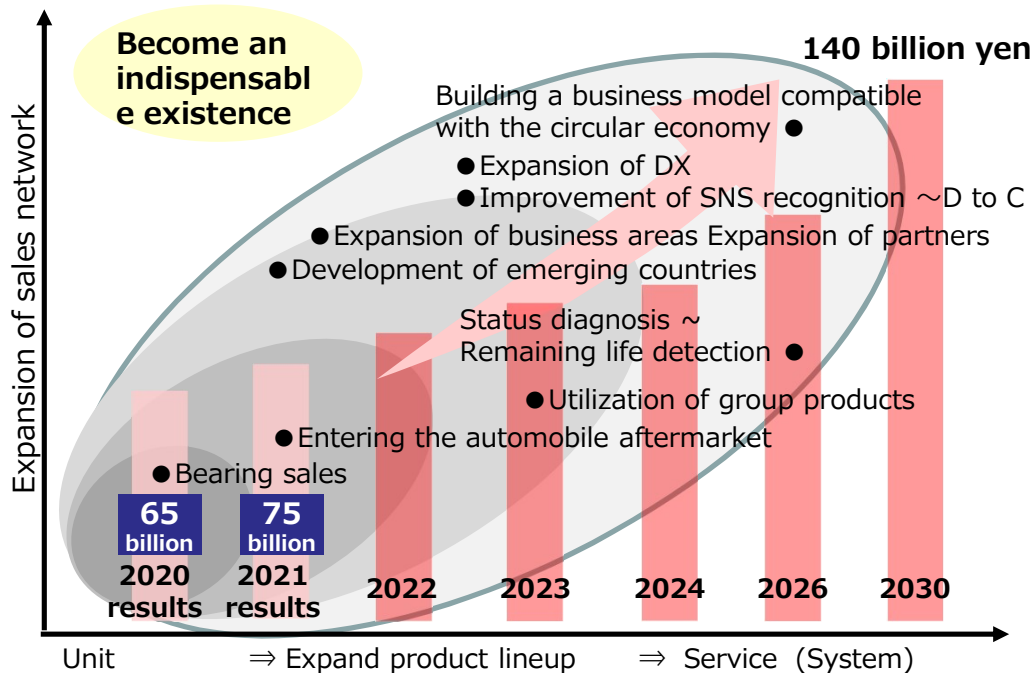 Become an
indispensabl
e existence
140 billion yen
Building a business model compatible
with the circular economy ●
● Expansion of DX
● Improvement of SNS recognition ～D to C
● Expansion of business areas Expansion of partners
● Development of emerging countries
Status diagnosis ~
Remaining life detection ●
● Utilization of group products
● Entering the automobile aftermarket
● Bearing sales
Expansion of sales network
65
billion
75
billion
2020
results
2021
results
2022
2023
2024
2026
2030
Unit ⇒ Expand product lineup ⇒ Service (System)